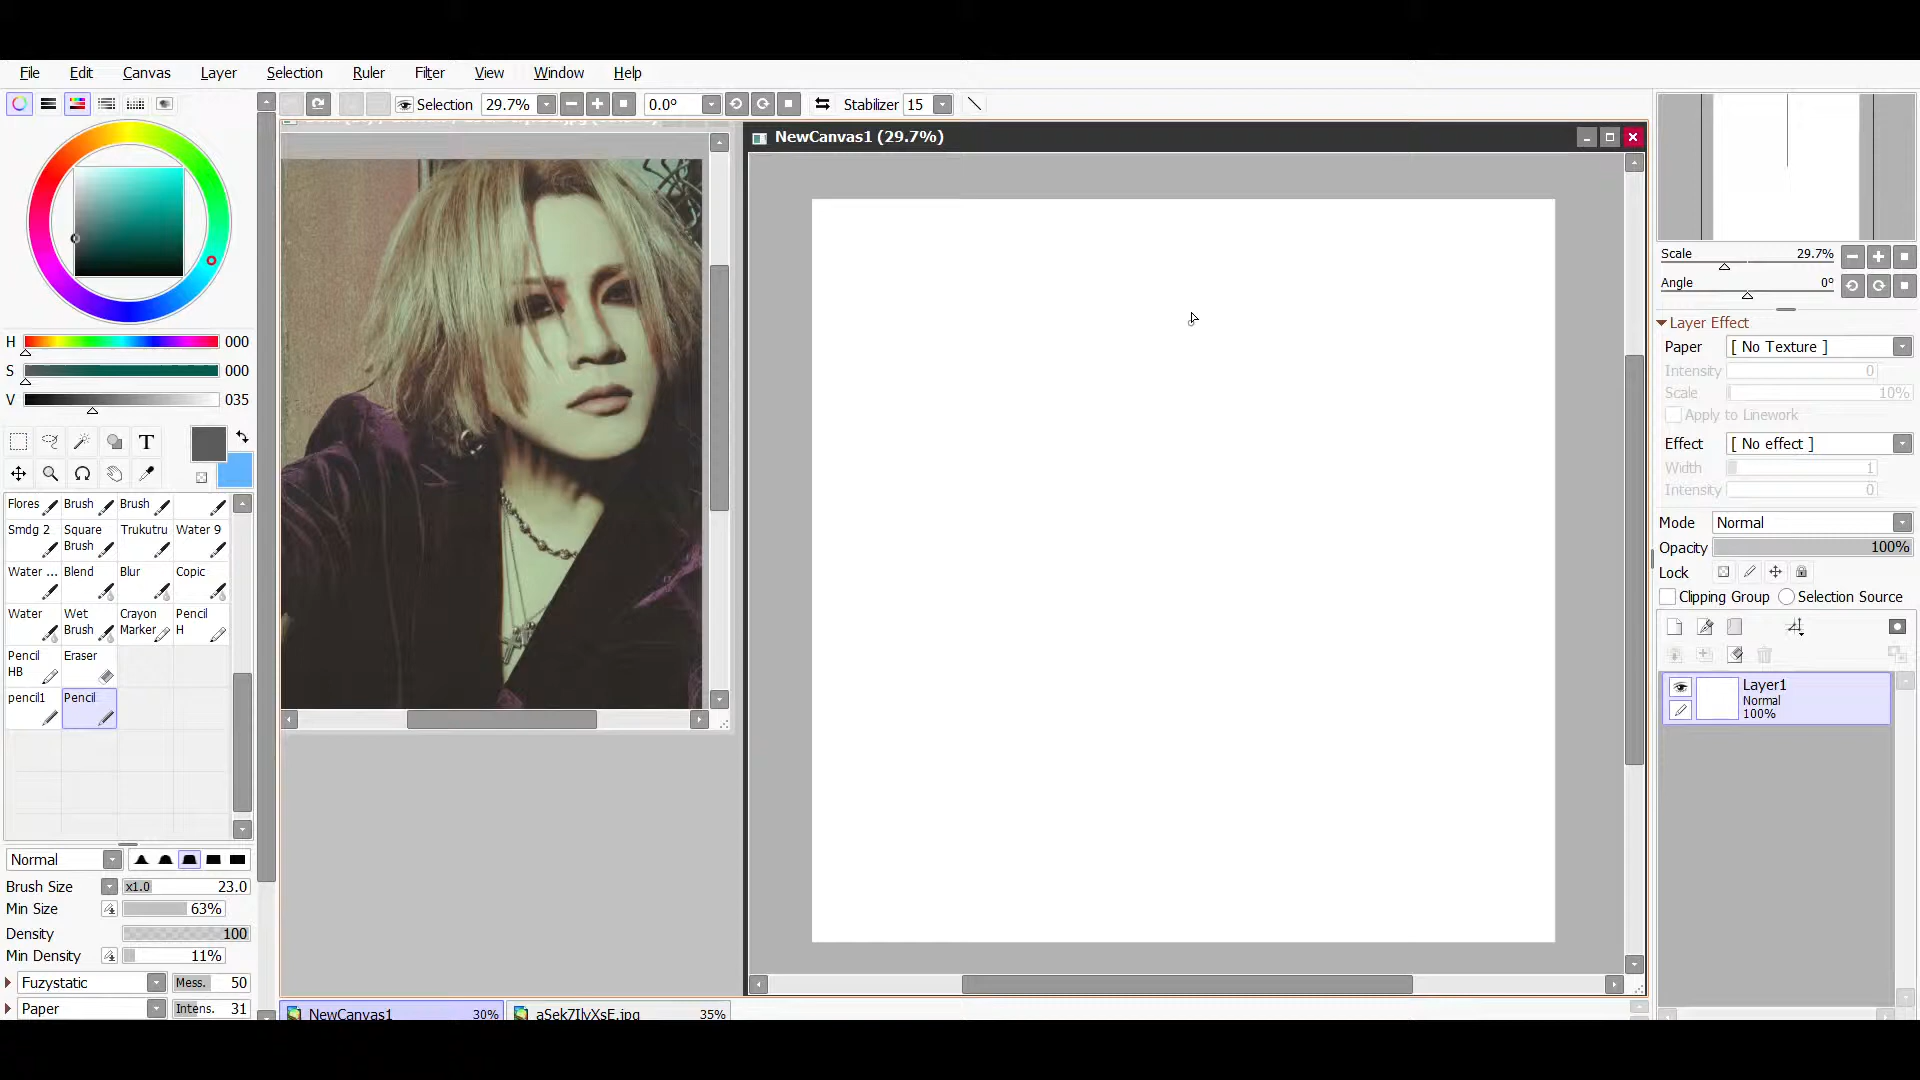 File Edit Canvas Layer Selection Ruler Filter View Window Help
Selection 29.7% 0.0° Stabilizer 15
NewCanvas1 (29.7%)
H 000
S 000
V 035
T
Flores Brush Brush
Smdg 2 Square Brush Trukutru Water 9
Water ... Blend Blur Copic
Water Wet Brush Crayon Marker Pencil H
Pencil HB Eraser
pencil1 Pencil
Normal
Brush Size x1.0 23.0
Min Size 63%
Density 100
Min Density 11%
Fuzystatic Mess. 50
Paper Intens. 31
NewCanvas1 30% aSek7IlvXsE.jpg 35%
Scale 29.7%
Angle 0°
Layer Effect
Paper [ No Texture ]
Intensity 0
Scale 10%
Apply to Linework
Effect [ No effect ]
Width 1
Intensity 0
Mode Normal
Opacity 100%
Lock
Clipping Group Selection Source
Layer1
Normal
100%